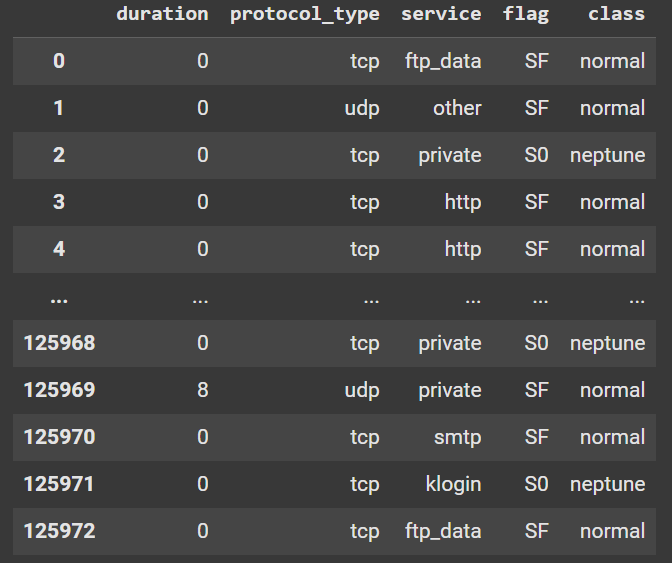 duration protocol_type service flag class
0 0 tcp ftp_data SF normal
1 0 udp other SF normal
2 0 tcp private S0 neptune
3 0 tcp http SF normal
4 0 tcp http SF normal
... ... ... ... ... ...
125968 0 tcp private S0 neptune
125969 8 udp private SF normal
125970 0 tcp smtp SF normal
125971 0 tcp klogin S0 neptune
125972 0 tcp ftp_data SF normal